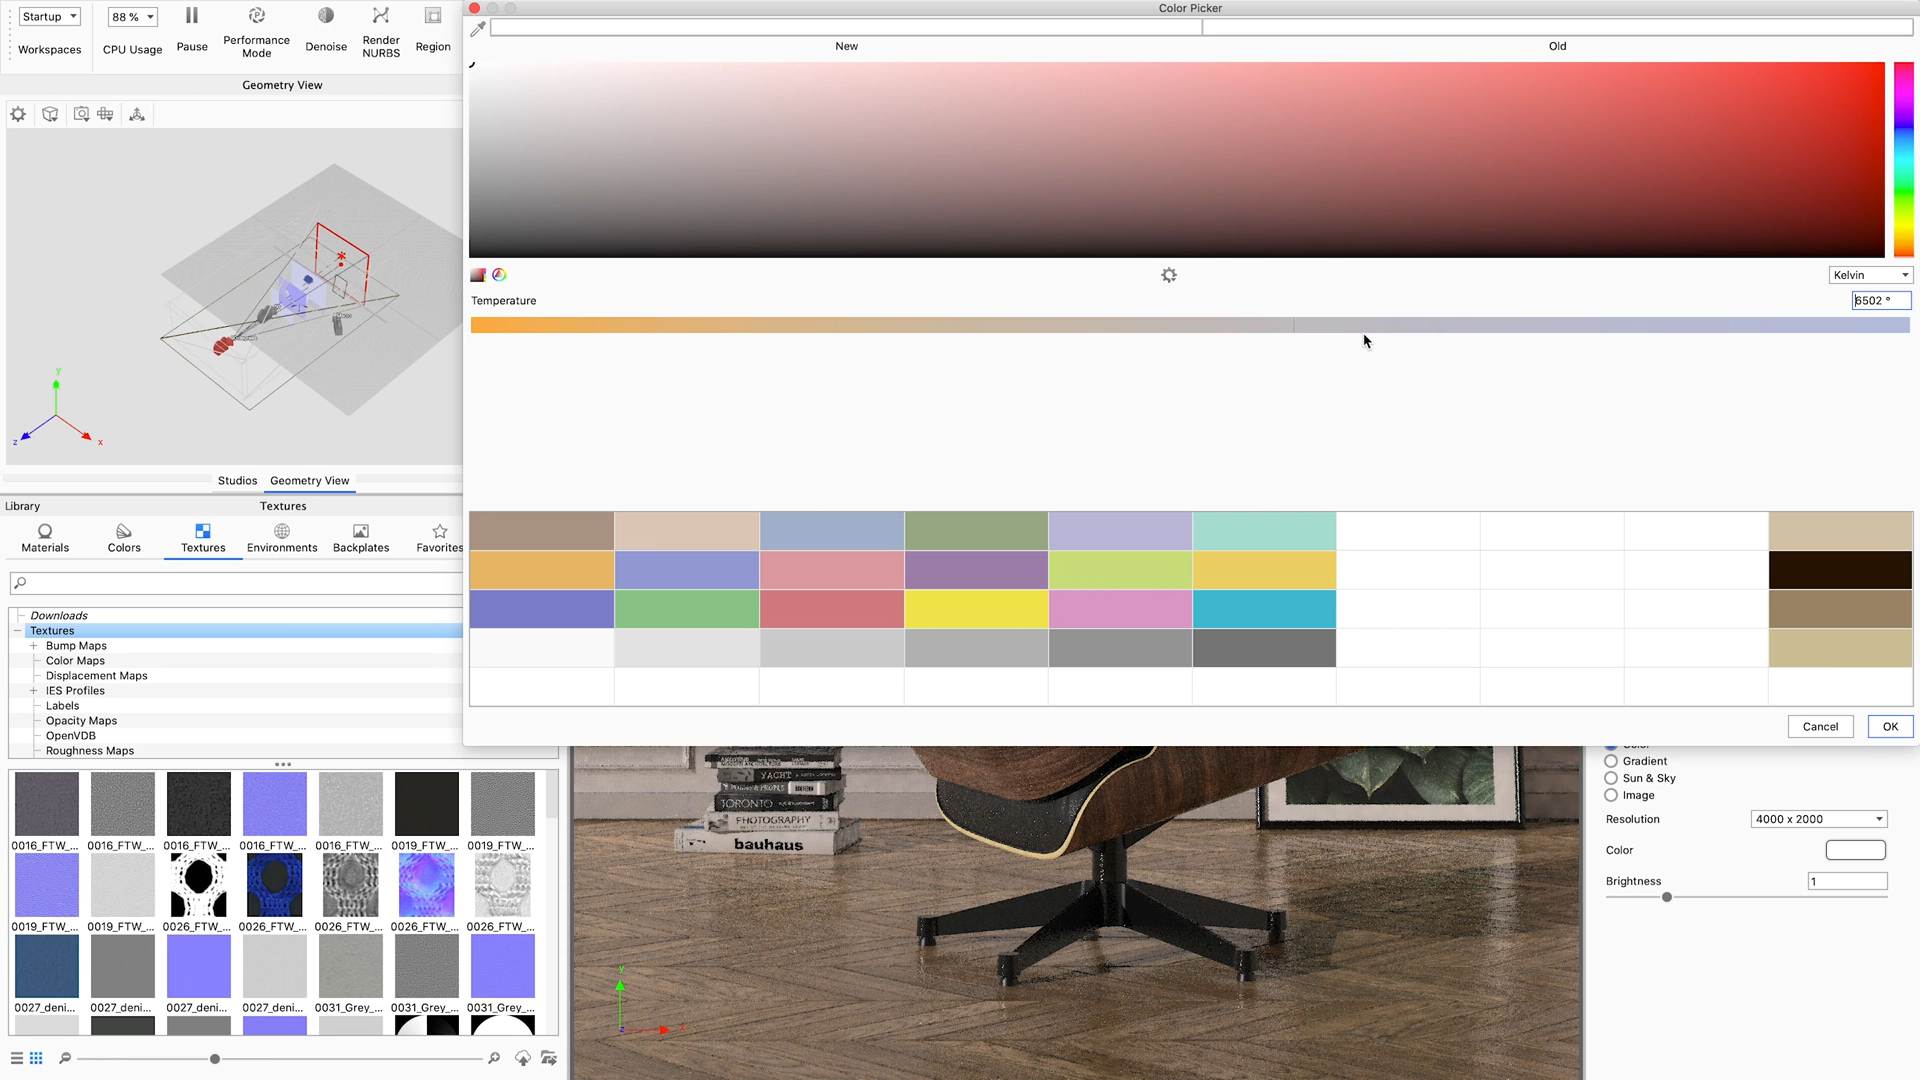 Color Picker
Startup
88 %
Workspaces
CPU Usage
Pause
Performance
Mode
Denoise
Render
NURBS
Region
New
Old
Geometry View
Kelvin
Temperature
6502 °
y
z
x
Studios
Geometry View
Library
Textures
Materials
Colors
Textures
Environments
Backplates
Favorites
Downloads
Textures
Bump Maps
Color Maps
Displacement Maps
IES Profiles
Labels
Opacity Maps
OpenVDB
Roughness Maps
Cancel
OK
Color
Gradient
Sun & Sky
Image
Resolution
4000 x 2000
Color
Brightness
1
YACHT
TORONTO
PHOTOGRAPHY
bauhaus
0016_FTW_...
0016_FTW_...
0016_FTW_...
0016_FTW_...
0016_FTW_...
0019_FTW_...
0019_FTW_...
0019_FTW_...
0019_FTW_...
0026_FTW_...
0026_FTW_...
0026_FTW_...
0026_FTW_...
0026_FTW_...
0027_deni...
0027_deni...
0027_deni...
0027_deni...
0031_Grey_...
0031_Grey_...
0031_Grey_...
y
z
x